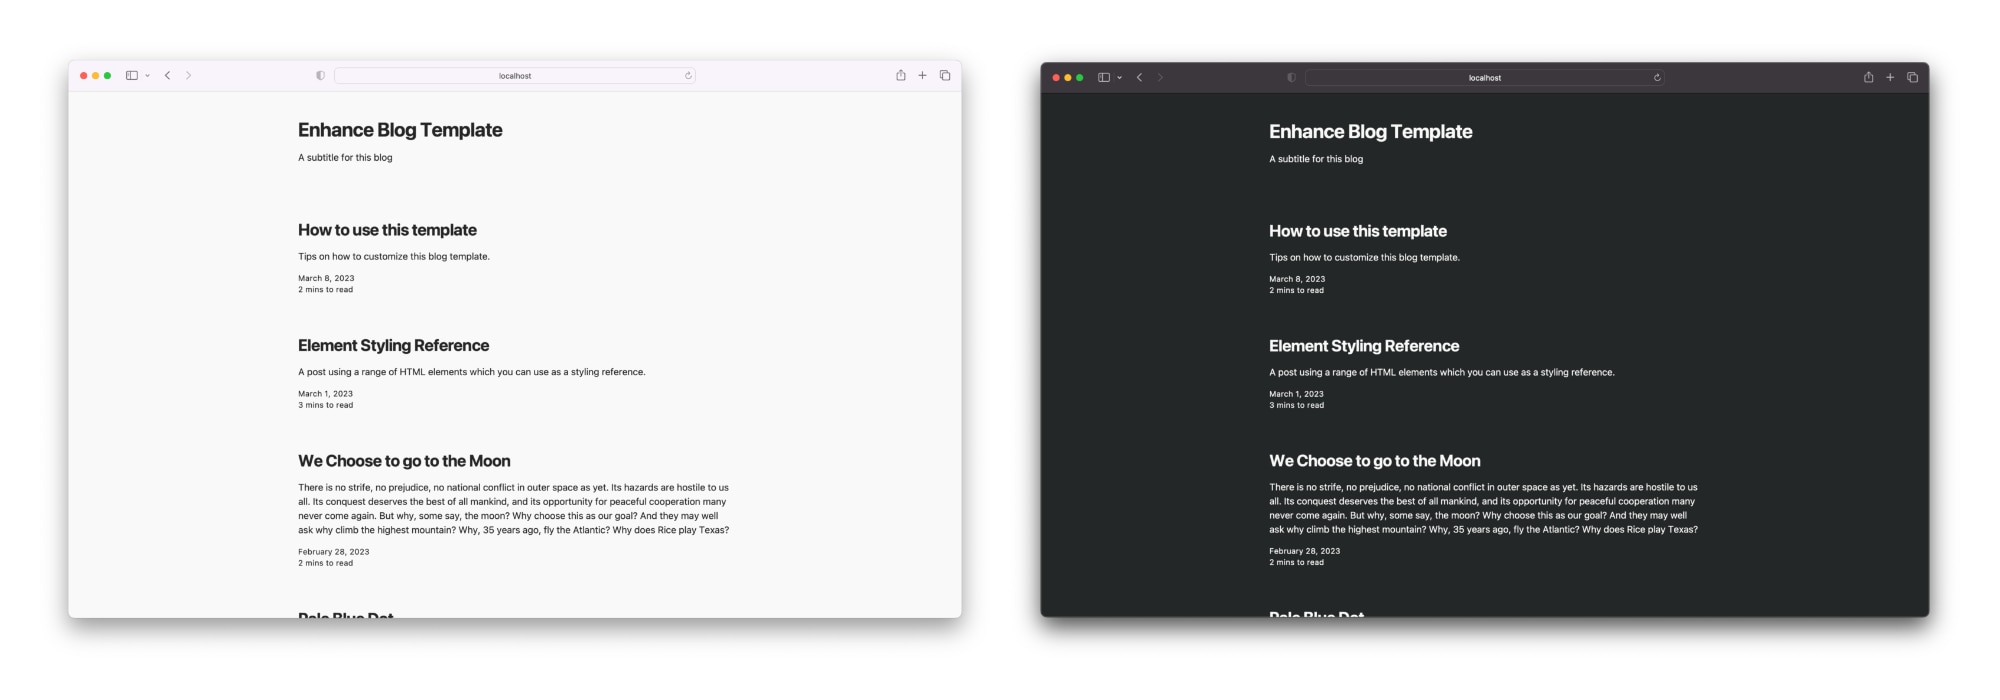 localhost
Enhance Blog Template
A subtitle for this blog
How to use this template
Tips on how to customize this blog template.
March 8, 2023
2 mins to read
Element Styling Reference
A post using a range of HTML elements which you can use as a styling reference.
March 1, 2023
3 mins to read
We Choose to go to the Moon
There is no strife, no prejudice, no national conflict in outer space as yet. Its hazards are hostile to us
all. Its conquest deserves the best of all mankind, and its opportunity for peaceful cooperation many
never come again. But why, some say, the moon? Why choose this as our goal? And they may well
ask why climb the highest mountain? Why, 35 years ago, fly the Atlantic? Why does Rice play Texas?
February 28, 2023
2 mins to read
Pale Blue Dot
localhost
Enhance Blog Template
A subtitle for this blog
How to use this template
Tips on how to customize this blog template.
March 8, 2023
2 mins to read
Element Styling Reference
A post using a range of HTML elements which you can use as a styling reference.
March 1, 2023
3 mins to read
We Choose to go to the Moon
There is no strife, no prejudice, no national conflict in outer space as yet. Its hazards are hostile to us
all. Its conquest deserves the best of all mankind, and its opportunity for peaceful cooperation many
never come again. But why, some say, the moon? Why choose this as our goal? And they may well
ask why climb the highest mountain? Why, 35 years ago, fly the Atlantic? Why does Rice play Texas?
February 28, 2023
2 mins to read
Pale Blue Dot